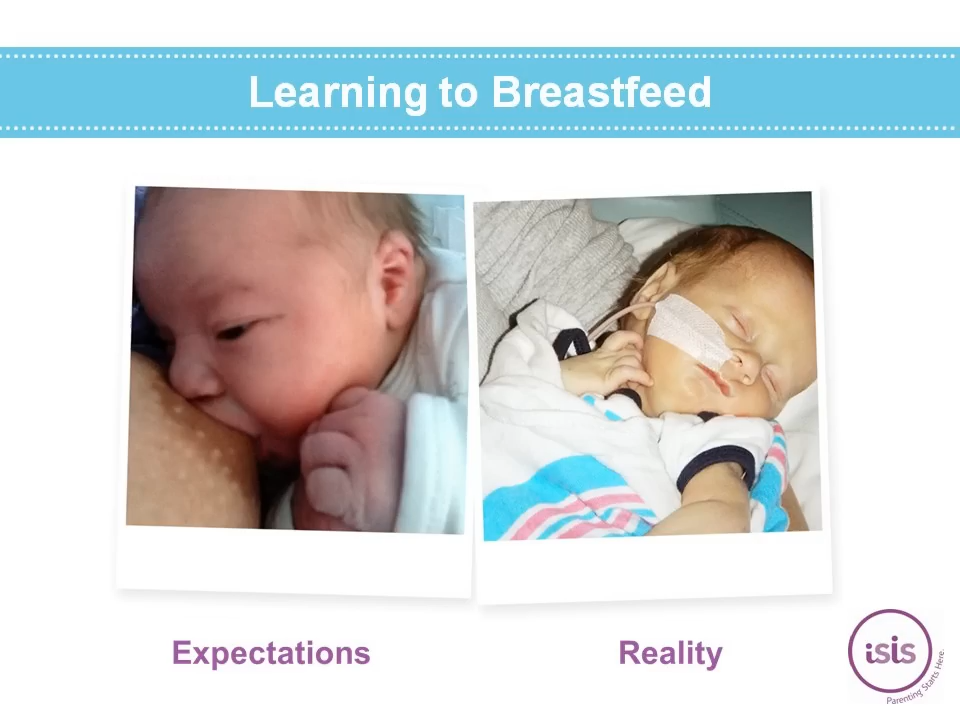 Learning to Breastfeed
Expectations
Reality
isis
Parenting Starts Here.